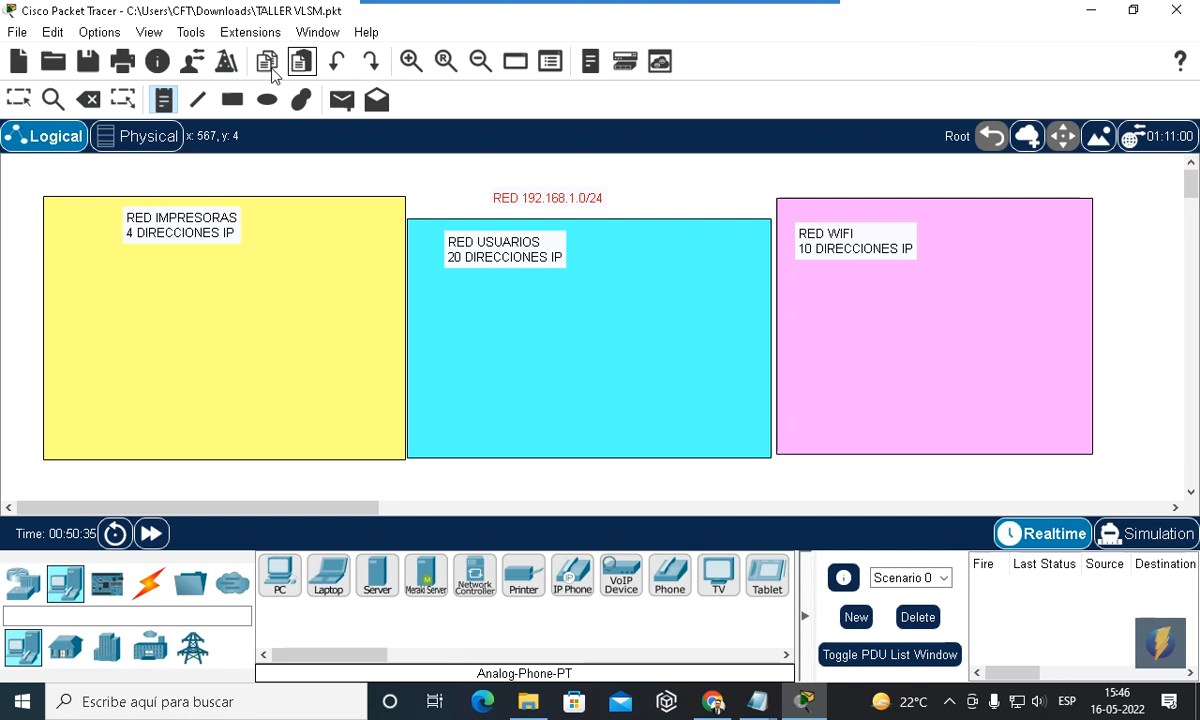 Cisco Packet Tracer - C:\Users\CFT\Downloads\TALLER VLSM.pkt
File Edit Options View Tools Extensions Window Help
?
Logical Physical x: 567, y: 4 Root 01:11:00
RED 192.168.1.0/24
RED IMPRESORAS
4 DIRECCIONES IP
RED USUARIOS
20 DIRECCIONES IP
RED WIFI
10 DIRECCIONES IP
Time: 00:50:35 Realtime Simulation
PC Laptop Server Meraki Server Network Controller Printer IP Phone VoIP Device Phone TV Tablet
Analog-Phone-PT
Scenario 0
New Delete
Toggle PDU List Window
Fire Last Status Source Destination
Escribe aquí para buscar
22°C ESP 15:46
16-05-2022